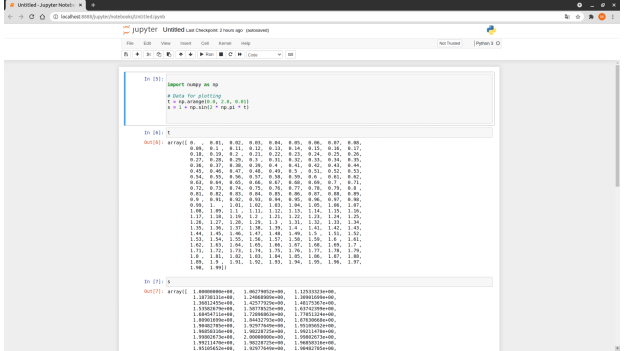 Untitled - Jupyter Notebo
localhost:8888/jupyter/notebooks/Untitled.ipynb
jupyter Untitled Last Checkpoint: 2 hours ago (autosaved)
File Edit View Insert Cell Kernel Help Not Trusted Python 3
Run Code
In [5]:
import numpy as np
# Data for plotting
t = np.arange(0.0, 2.0, 0.01)
s = 1 + np.sin(2 * np.pi * t)
In [6]: t
Out[6]: array([ 0. , 0.01, 0.02, 0.03, 0.04, 0.05, 0.06, 0.07, 0.08,
0.09, 0.1 , 0.11, 0.12, 0.13, 0.14, 0.15, 0.16, 0.17,
0.18, 0.19, 0.2 , 0.21, 0.22, 0.23, 0.24, 0.25, 0.26,
0.27, 0.28, 0.29, 0.3 , 0.31, 0.32, 0.33, 0.34, 0.35,
0.36, 0.37, 0.38, 0.39, 0.4 , 0.41, 0.42, 0.43, 0.44,
0.45, 0.46, 0.47, 0.48, 0.49, 0.5 , 0.51, 0.52, 0.53,
0.54, 0.55, 0.56, 0.57, 0.58, 0.59, 0.6 , 0.61, 0.62,
0.63, 0.64, 0.65, 0.66, 0.67, 0.68, 0.69, 0.7 , 0.71,
0.72, 0.73, 0.74, 0.75, 0.76, 0.77, 0.78, 0.79, 0.8 ,
0.81, 0.82, 0.83, 0.84, 0.85, 0.86, 0.87, 0.88, 0.89,
0.9 , 0.91, 0.92, 0.93, 0.94, 0.95, 0.96, 0.97, 0.98,
0.99, 1. , 1.01, 1.02, 1.03, 1.04, 1.05, 1.06, 1.07,
1.08, 1.09, 1.1 , 1.11, 1.12, 1.13, 1.14, 1.15, 1.16,
1.17, 1.18, 1.19, 1.2 , 1.21, 1.22, 1.23, 1.24, 1.25,
1.26, 1.27, 1.28, 1.29, 1.3 , 1.31, 1.32, 1.33, 1.34,
1.35, 1.36, 1.37, 1.38, 1.39, 1.4 , 1.41, 1.42, 1.43,
1.44, 1.45, 1.46, 1.47, 1.48, 1.49, 1.5 , 1.51, 1.52,
1.53, 1.54, 1.55, 1.56, 1.57, 1.58, 1.59, 1.6 , 1.61,
1.62, 1.63, 1.64, 1.65, 1.66, 1.67, 1.68, 1.69, 1.7 ,
1.71, 1.72, 1.73, 1.74, 1.75, 1.76, 1.77, 1.78, 1.79,
1.8 , 1.81, 1.82, 1.83, 1.84, 1.85, 1.86, 1.87, 1.88,
1.89, 1.9 , 1.91, 1.92, 1.93, 1.94, 1.95, 1.96, 1.97,
1.98, 1.99])
In [7]: s
Out[7]: array([ 1.00000000e+00, 1.06279052e+00, 1.12533323e+00,
1.18738131e+00, 1.24868989e+00, 1.30901699e+00,
1.36812455e+00, 1.42577929e+00, 1.48175367e+00,
1.53582679e+00, 1.58778525e+00, 1.63742399e+00,
1.68454711e+00, 1.72896863e+00, 1.77051324e+00,
1.80901699e+00, 1.84432793e+00, 1.87630668e+00,
1.90482705e+00, 1.92977649e+00, 1.95105652e+00,
1.96858316e+00, 1.98228725e+00, 1.99211470e+00,
1.99802673e+00, 2.00000000e+00, 1.99802673e+00,
1.99211470e+00, 1.98228725e+00, 1.96858316e+00,
1.95105652e+00, 1.92977649e+00, 1.90482705e+00,